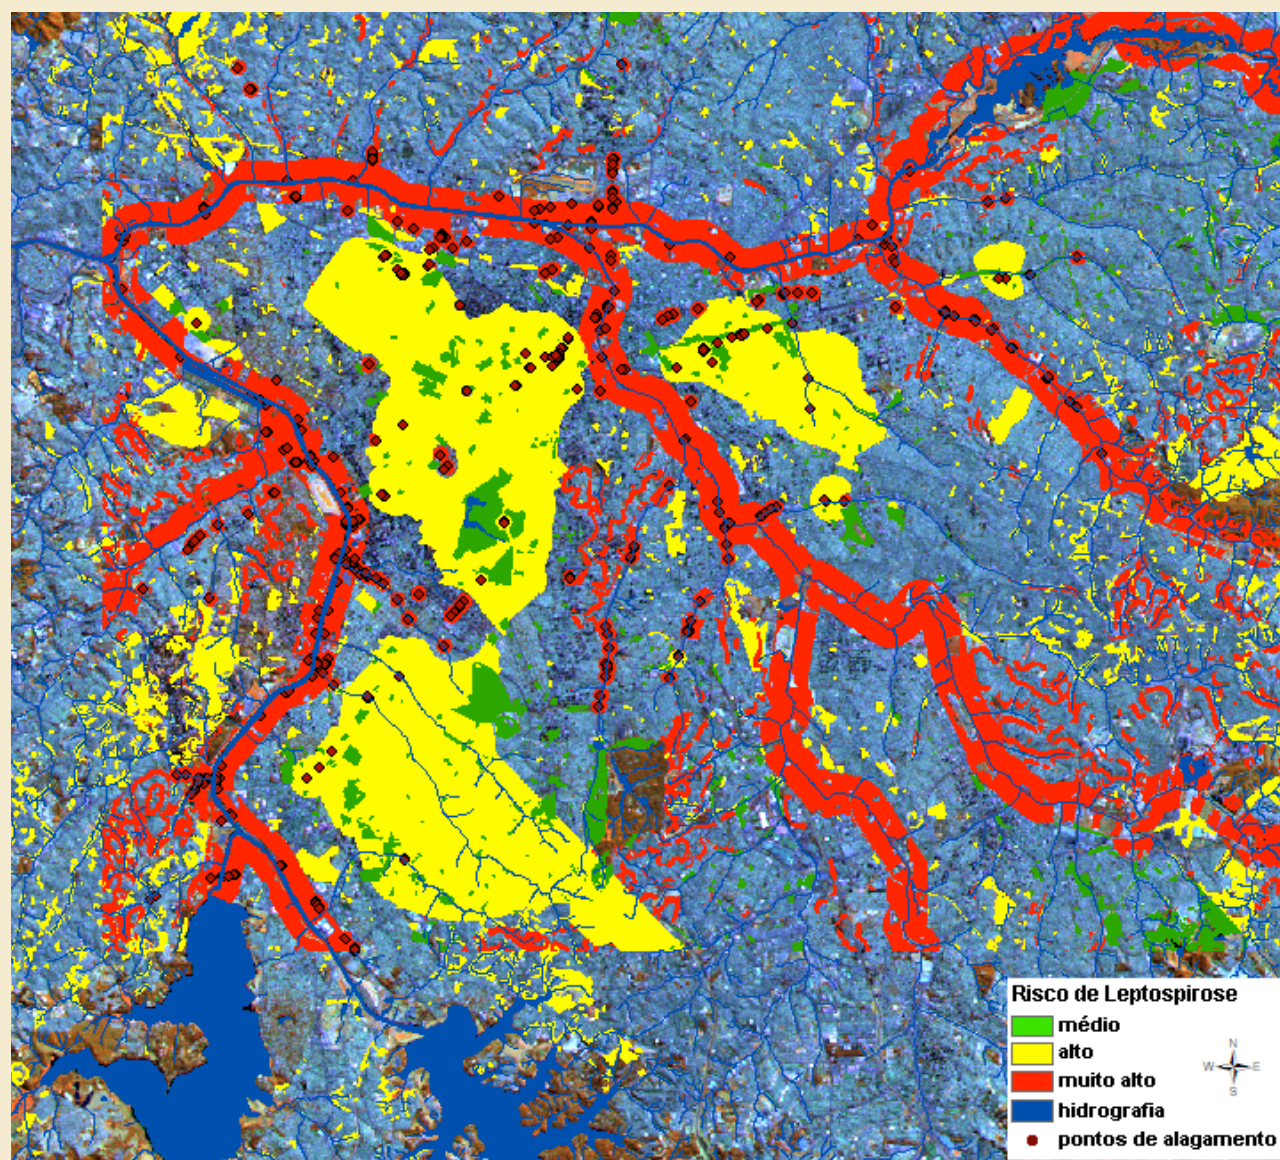 Risco de Leptospirose
médio
alto
muito alto
hidrografia
pontos de alagamento
N
W E
S